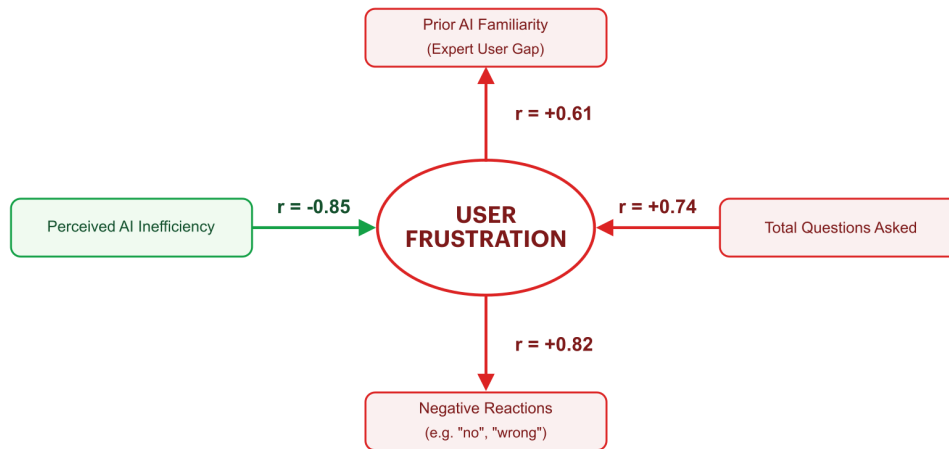 Prior AI Familiarity
(Expert User Gap)
r = +0.61
Perceived AI Inefficiency
r = -0.85
USER
FRUSTRATION
r = +0.74
Total Questions Asked
r = +0.82
Negative Reactions
(e.g. "no", "wrong")